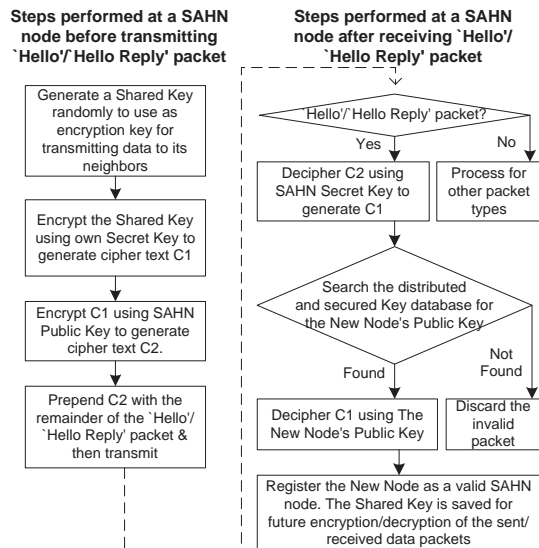 Steps performed at a SAHN
node before transmitting
`Hello'/`Hello Reply' packet
Generate a Shared Key
randomly to use as
encryption key for
transmitting data to its
neighbors
Encrypt the Shared Key
using own Secret Key to
generate cipher text C1
Encrypt C1 using SAHN
Public Key to generate
cipher text C2.
Prepend C2 with the
remainder of the `Hello'/
`Hello Reply' packet &
then transmit
Steps performed at a SAHN
node after receiving `Hello'/
`Hello Reply' packet
`Hello'/`Hello Reply' packet?
Yes
No
Decipher C2 using
SAHN Secret Key to
generate C1
Process for
other packet
types
Search the distributed
and secured Key database for
the New Node's Public Key
Found
Not
Found
Decipher C1 using The
New Node's Public Key
Discard the
invalid
packet
Register the New Node as a valid SAHN
node. The Shared Key is saved for
future encryption/decryption of the sent/
received data packets